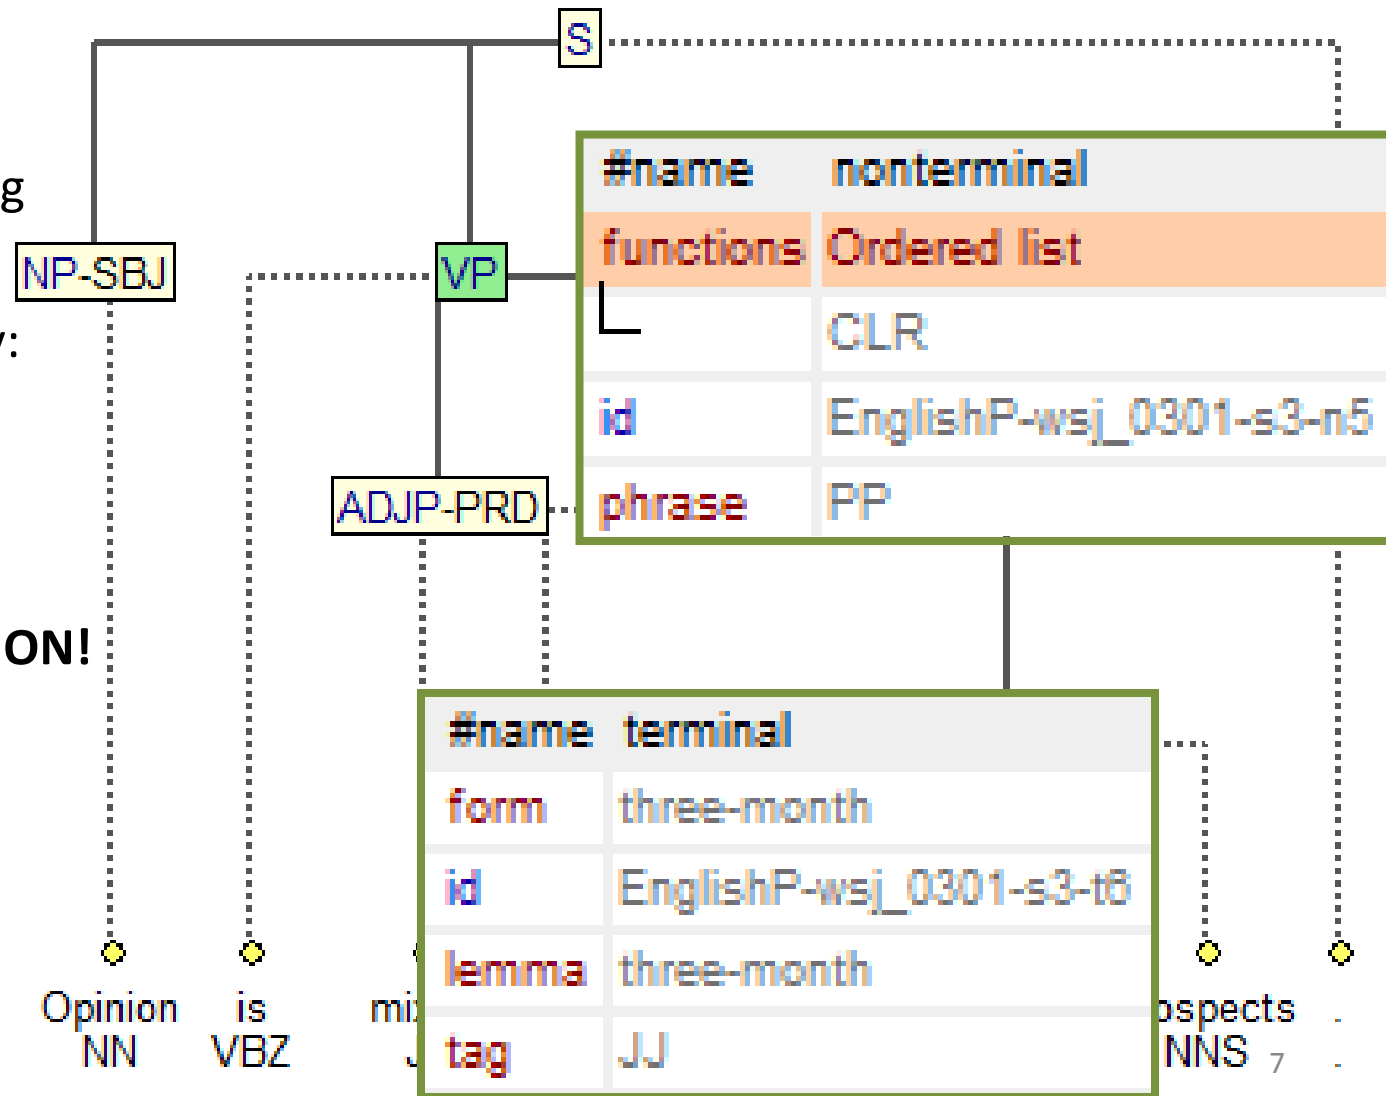 S
#name nonterminal
functions Ordered list
CLR
id EnglishP-wsj_0301-s3-n5
phrase PP
NP-SBJ
VP
ADJP-PRD
ON!
#name terminal
form three-month
id EnglishP-wsj_0301-s3-t6
lemma three-month
tag JJ
Opinion is
NN VBZ NNS
.
.
7